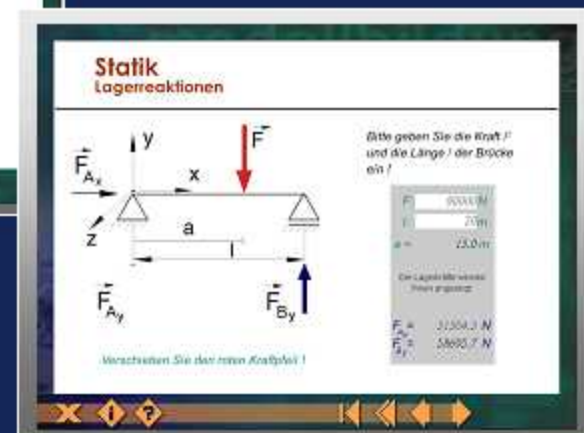 Statik
Lagerreaktionen
y
F
F Ax
x
z
a
l
F Ay
F By
Verschieben Sie den roten Kraftpfeil !
Bitte geben Sie die Kraft F
und die Länge l der Brücke
ein !
F
N
m
a = 15.0 m
F = N
F = N